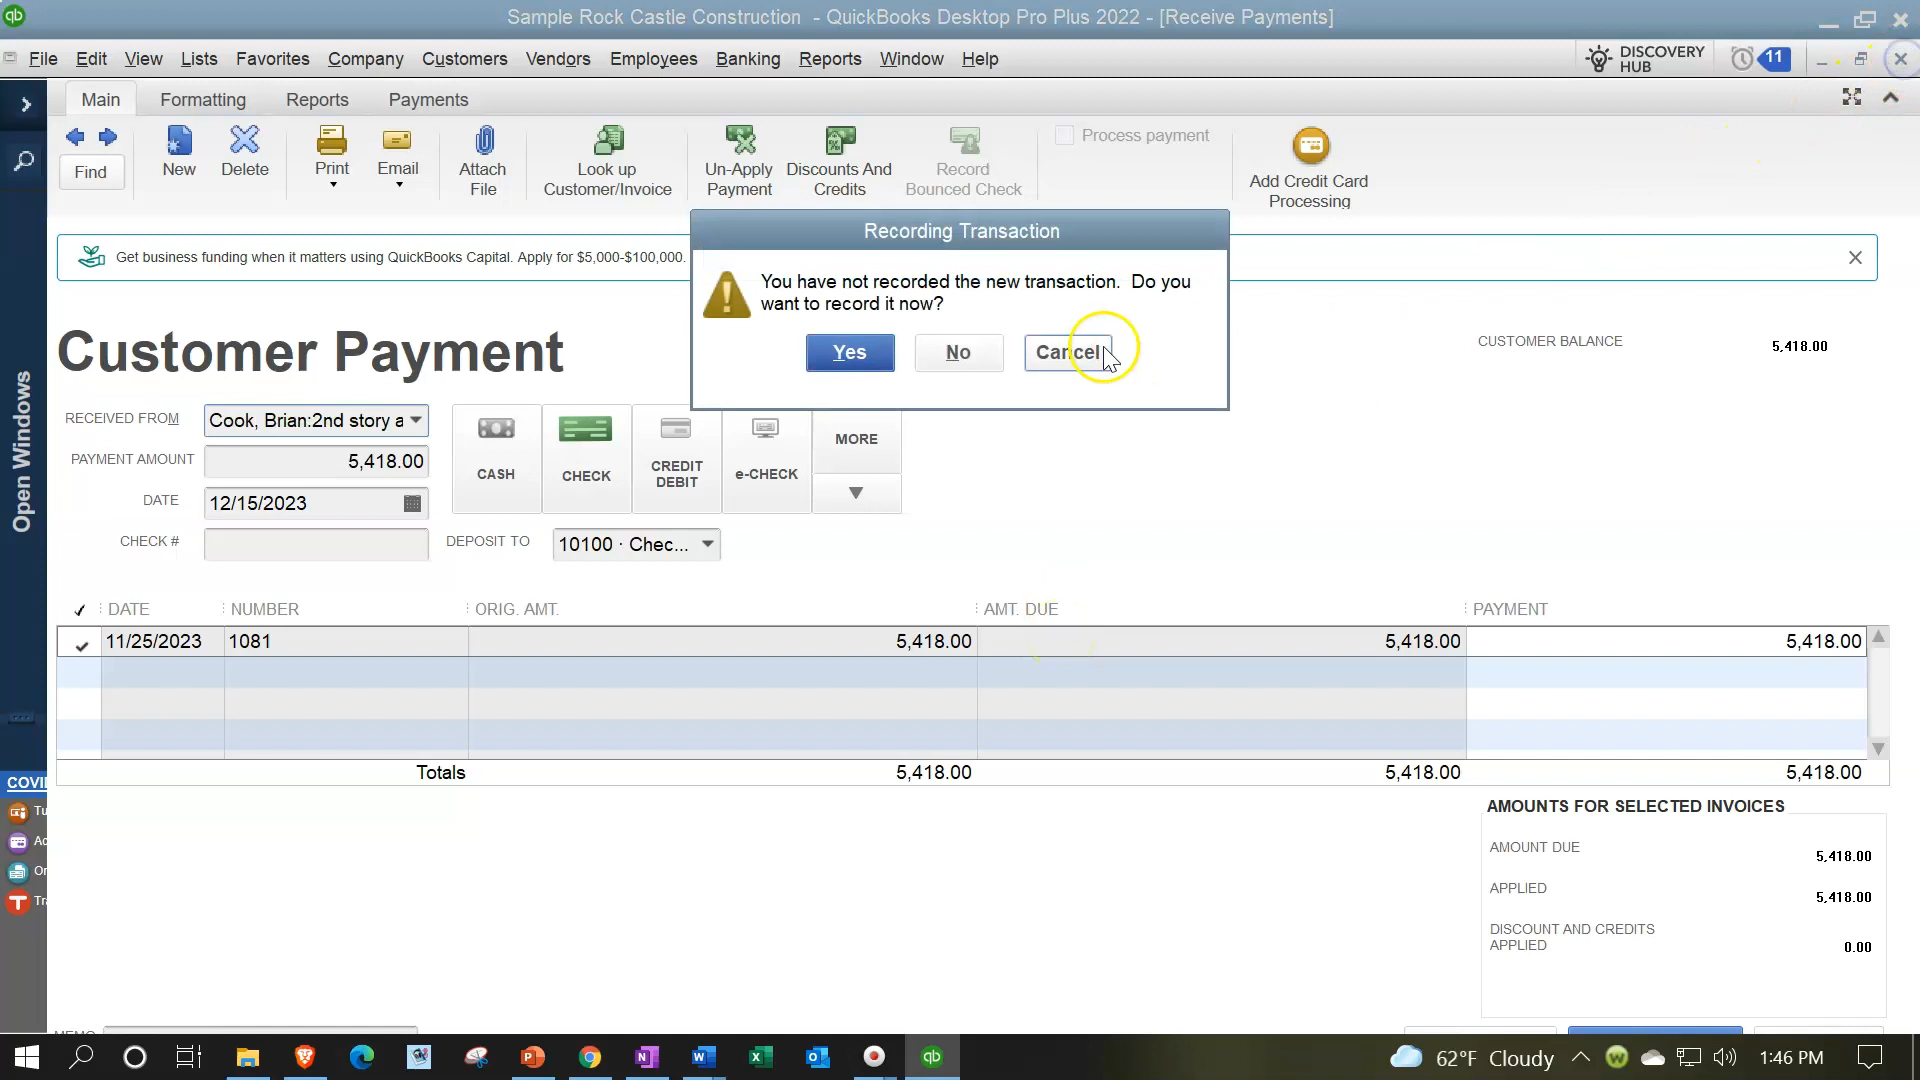 Sample Rock Castle Construction - QuickBooks Desktop Pro Plus 2022 - [Receive Payments]
File Edit View Lists Favorites Company Customers Vendors Employees Banking Reports Window Help
DISCOVERY
HUB
11
Main Formatting Reports Payments
Find
New
Delete
Print
Email
Attach
File
Look up
Customer/Invoice
Un-Apply
Payment
Discounts And
Credits
Record
Bounced Check
Process payment
Add Credit Card
Processing
Get business funding when it matters using QuickBooks Capital. Apply for $5,000-$100,000.
Recording Transaction
You have not recorded the new transaction. Do you
want to record it now?
Yes No Cancel
Customer Payment
CUSTOMER BALANCE 5,418.00
RECEIVED FROM Cook, Brian:2nd story a
PAYMENT AMOUNT 5,418.00
DATE 12/15/2023
CHECK #
CASH
CHECK
CREDIT
DEBIT
e-CHECK
MORE
DEPOSIT TO 10100 · Chec...
Open Windows
DATE NUMBER ORIG. AMT. AMT. DUE PAYMENT
11/25/2023 1081 5,418.00 5,418.00 5,418.00
Totals 5,418.00 5,418.00 5,418.00
COVI
Tu
Ac
Or
Tra
AMOUNTS FOR SELECTED INVOICES
AMOUNT DUE 5,418.00
APPLIED 5,418.00
DISCOUNT AND CREDITS
APPLIED 0.00
MEMO
62°F Cloudy
1:46 PM